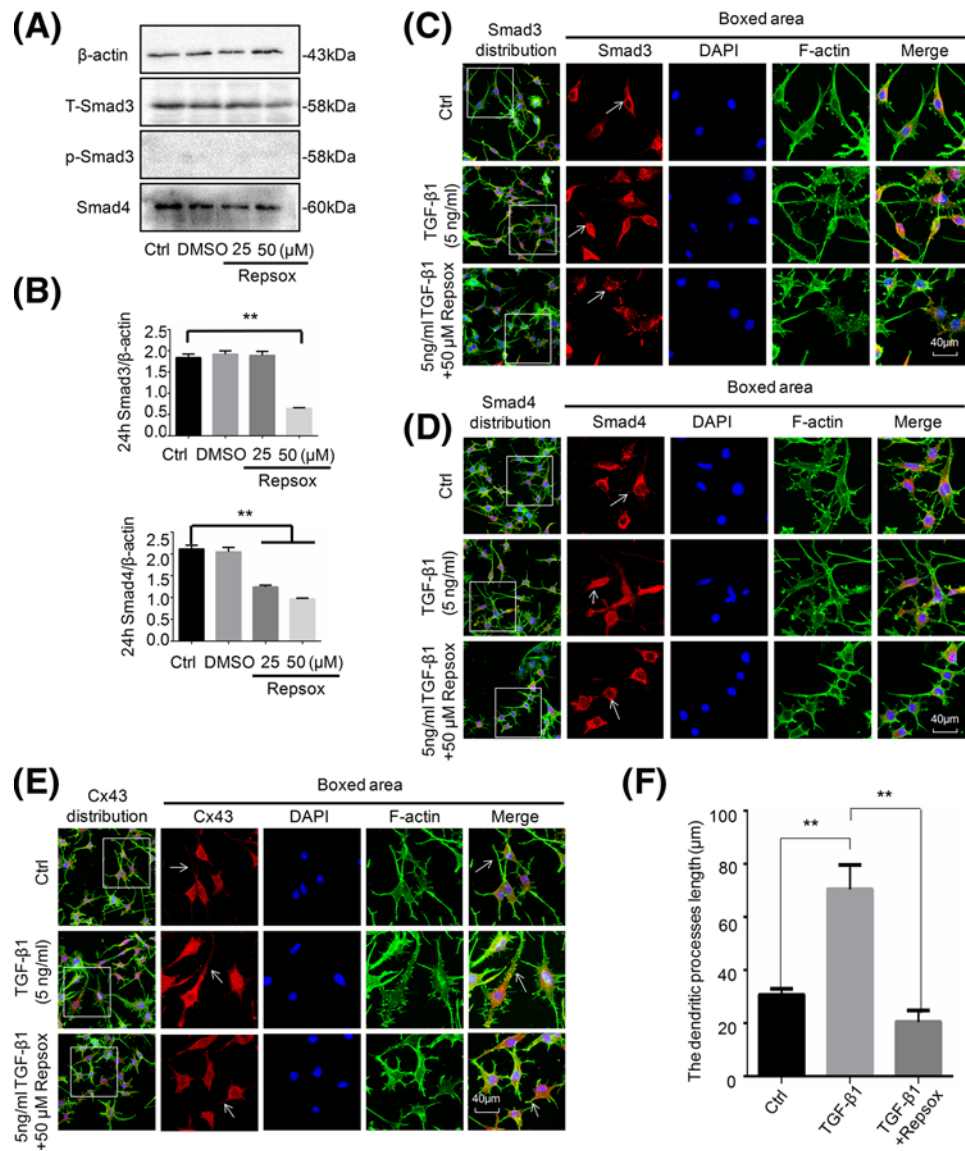 (A)
β-actin
-43kDa
T-Smad3
-58kDa
p-Smad3
-58kDa
Smad4
-60kDa
Ctrl DMSO 25 50 (μM)
Repsox
(B)
**
24h Smad3/β-actin
2.5
2.0
1.5
1.0
0.5
0.0
Ctrl DMSO 25 50 (μM)
Repsox
**
24h Smad4/β-actin
2.5
2.0
1.5
1.0
0.5
0.0
Ctrl DMSO 25 50 (μM)
Repsox
(C)
Smad3
distribution
Boxed area
Smad3 DAPI F-actin Merge
Ctrl
TGF-β1
(5 ng/ml)
5ng/ml TGF-β1
+50 μM Repsox
40μm
(D)
Smad4
distribution
Boxed area
Smad4 DAPI F-actin Merge
Ctrl
TGF-β1
(5 ng/ml)
5ng/ml TGF-β1
+50 μM Repsox
40μm
(E)
Cx43
distribution
Boxed area
Cx43 DAPI F-actin Merge
Ctrl
TGF-β1
(5 ng/ml)
5ng/ml TGF-β1
+50 μM Repsox
40μm
(F)
**
**
The dendritic processes length (μm)
100
80
60
40
20
0
Ctrl
TGF-β1
TGF-β1
+Repsox